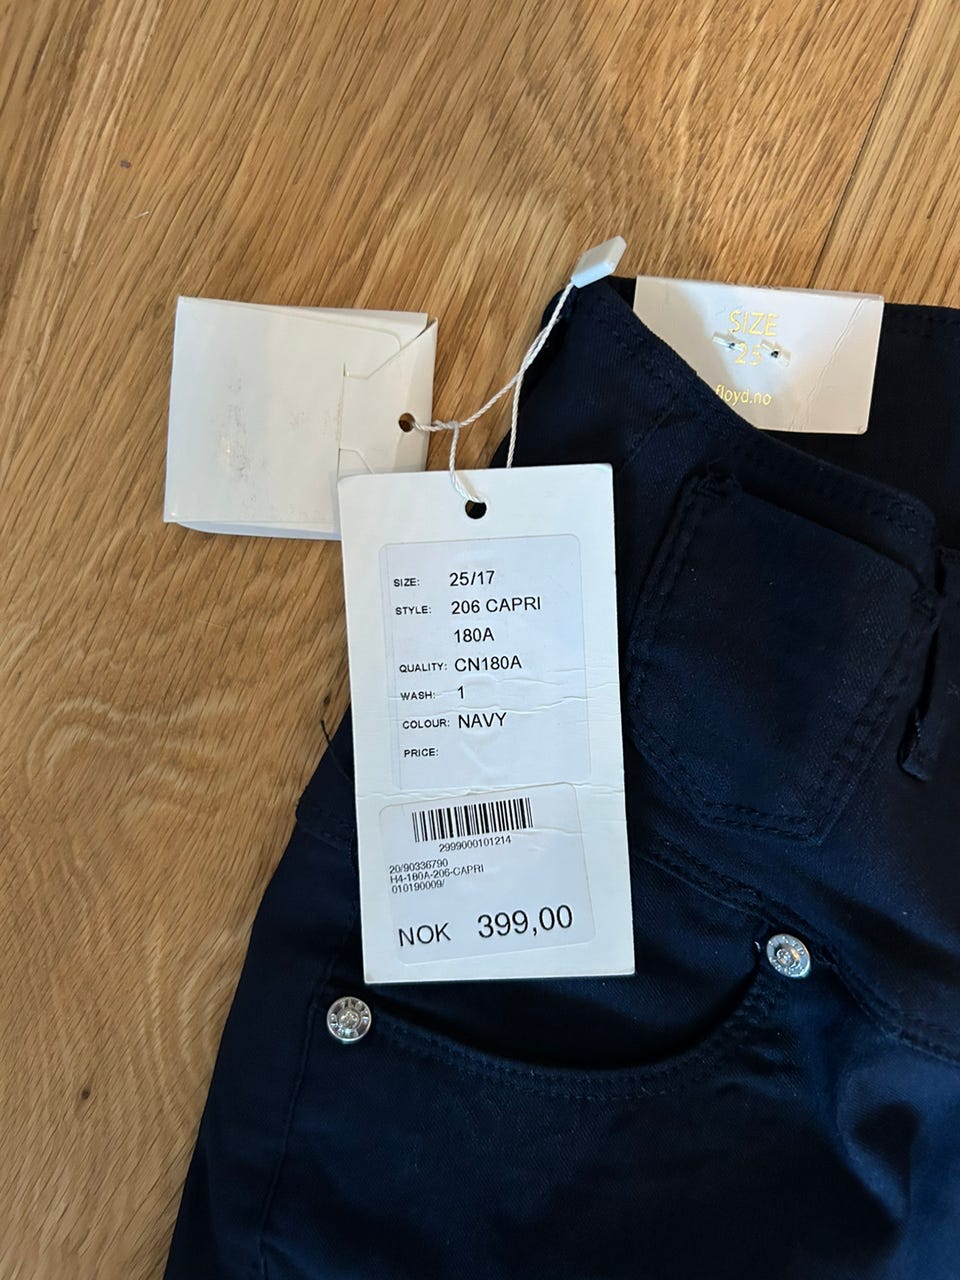 SIZE
25
floyd.no
SIZE: 25/17
STYLE: 206 CAPRI
180A
QUALITY: CN180A
WASH: 1
COLOUR: NAVY
PRICE:
2999000101214
20/90336790
H4-180A-206-CAPRI
010190009/
NOK 399,00